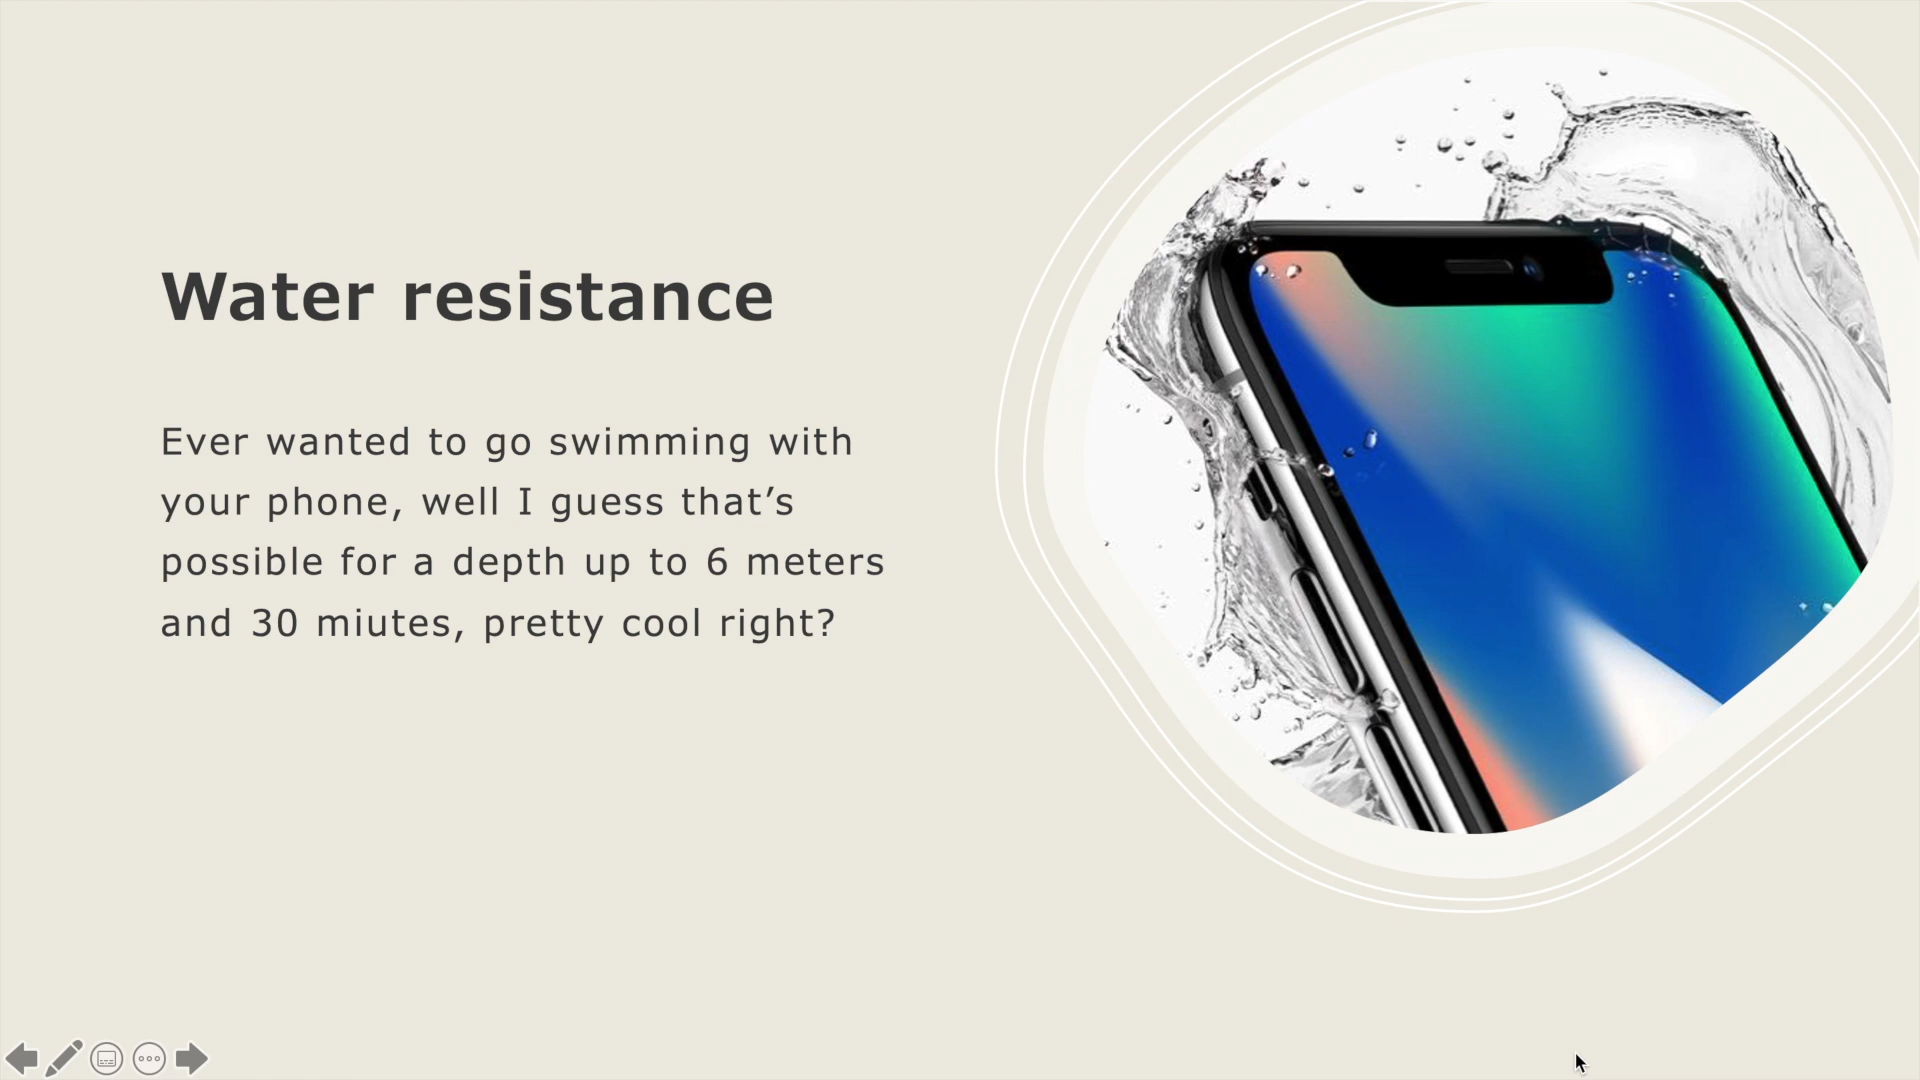 Water resistance
Ever wanted to go swimming with
your phone, well I guess that’s
possible for a depth up to 6 meters
and 30 miutes, pretty cool right?